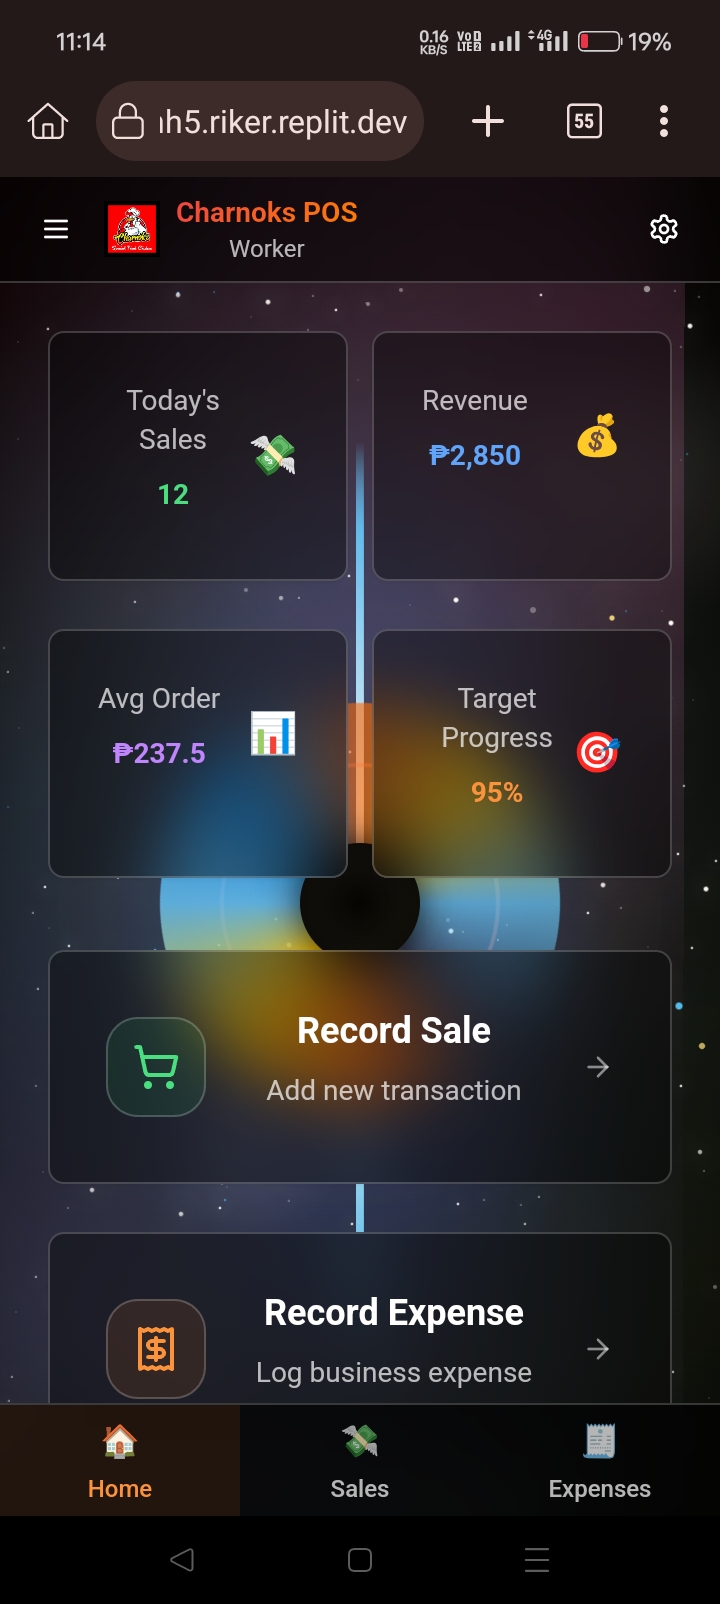 11:14
0.16 KB/S
Vo LTE 2
4G
19%
nh5.riker.replit.dev
55
Charnoks POS
Worker
Today's
Sales
12
Revenue
₱2,850
Avg Order
₱237.5
Target
Progress
95%
Record Sale
Add new transaction
Record Expense
Log business expense
Home
Sales
Expenses